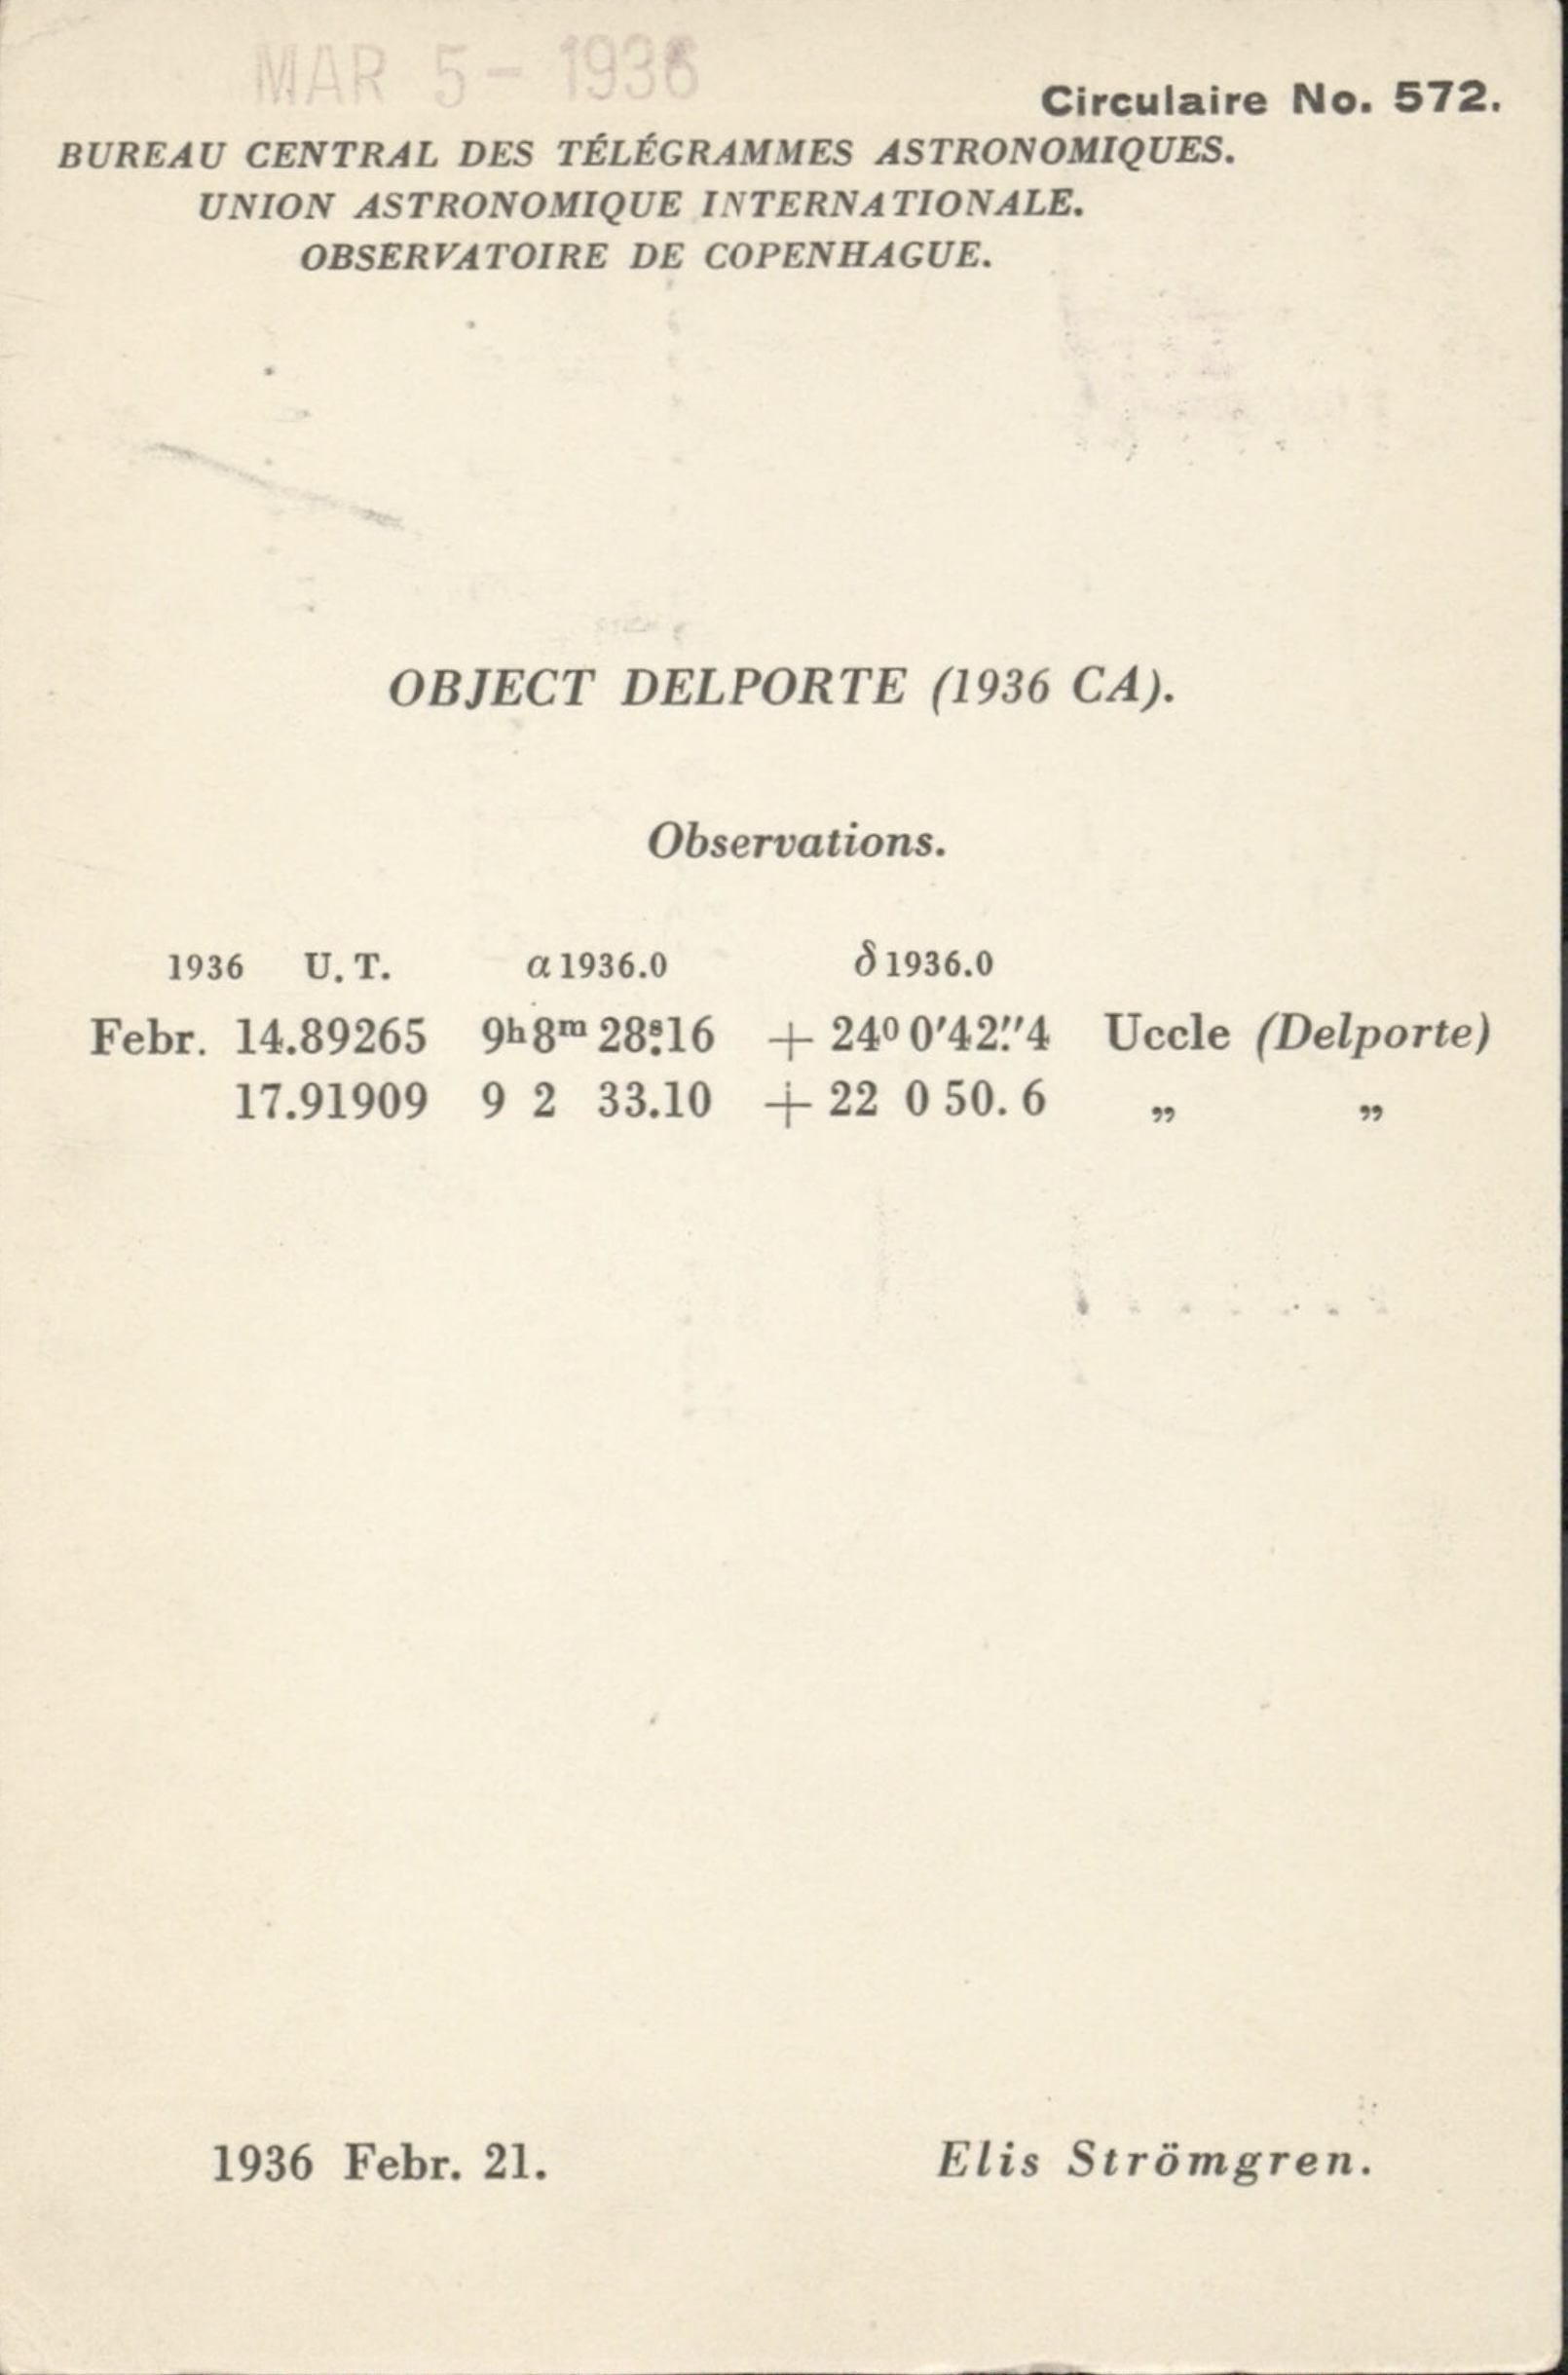 MAR 5 - 1936
Circulaire No. 572.
BUREAU CENTRAL DES TÉLÉGRAMMES ASTRONOMIQUES.
UNION ASTRONOMIQUE INTERNATIONALE.
OBSERVATOIRE DE COPENHAGUE.
OBJECT DELPORTE (1936 CA).
Observations.
1936 U. T. α 1936.0 δ 1936.0
Febr. 14.89265 9ʰ 8ᵐ 28ˢ.16 + 24⁰ 0′ 42″.4 Uccle (Delporte)
17.91909 9 2 33.10 + 22 0 50. 6 „ „
1936 Febr. 21. Elis Strömgren.